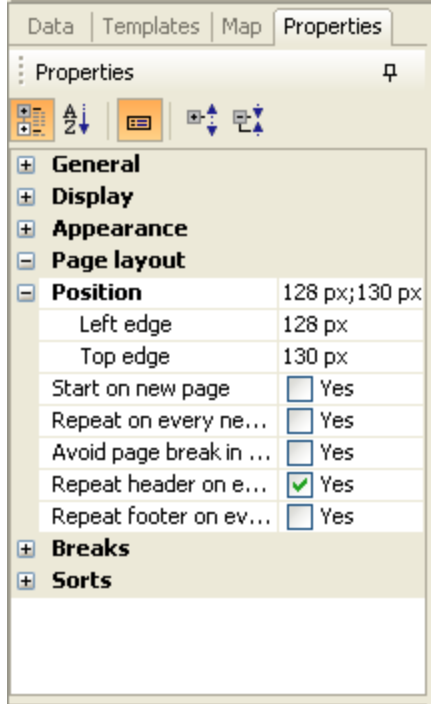 Data Templates Map Properties
Properties
A
Z
General
Display
Appearance
Page layout
Position 128 px;130 px
Left edge 128 px
Top edge 130 px
Start on new page Yes
Repeat on every ne... Yes
Avoid page break in ... Yes
Repeat header on e... Yes
Repeat footer on ev... Yes
Breaks
Sorts